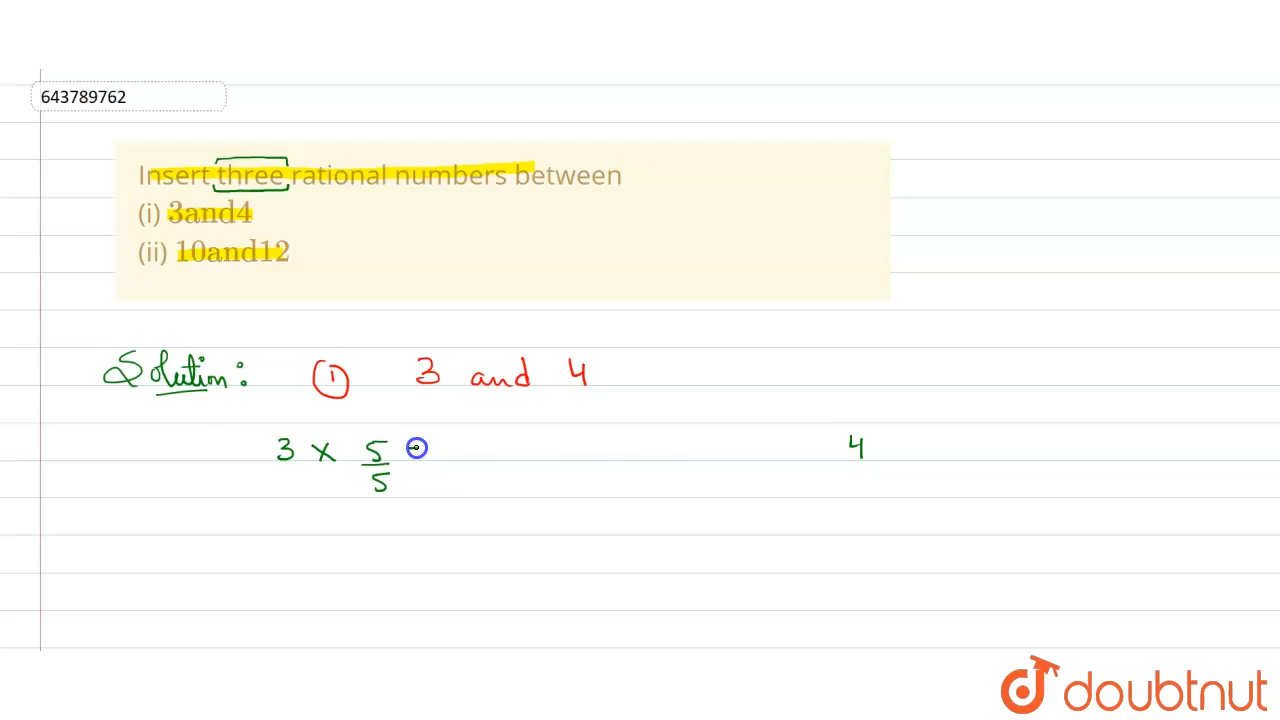 643789762
Insert three rational numbers between
(i) 3and4
(ii) 10and12
Solution: (1) 3 and 4
3 × 5/5 = 4
doubtnut